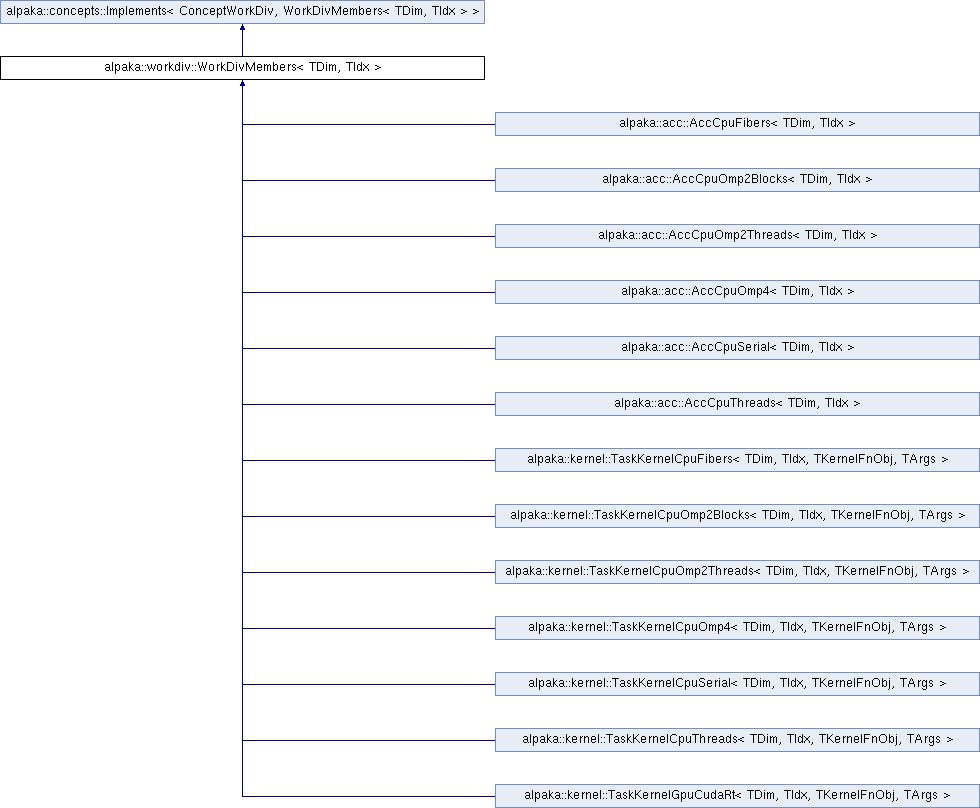 alpaka::concepts::Implements< ConceptWorkDiv, WorkDivMembers< TDim, TIdx > >
alpaka::workdiv::WorkDivMembers< TDim, TIdx >
alpaka::acc::AccCpuFibers< TDim, TIdx >
alpaka::acc::AccCpuOmp2Blocks< TDim, TIdx >
alpaka::acc::AccCpuOmp2Threads< TDim, TIdx >
alpaka::acc::AccCpuOmp4< TDim, TIdx >
alpaka::acc::AccCpuSerial< TDim, TIdx >
alpaka::acc::AccCpuThreads< TDim, TIdx >
alpaka::kernel::TaskKernelCpuFibers< TDim, TIdx, TKernelFnObj, TArgs >
alpaka::kernel::TaskKernelCpuOmp2Blocks< TDim, TIdx, TKernelFnObj, TArgs >
alpaka::kernel::TaskKernelCpuOmp2Threads< TDim, TIdx, TKernelFnObj, TArgs >
alpaka::kernel::TaskKernelCpuOmp4< TDim, TIdx, TKernelFnObj, TArgs >
alpaka::kernel::TaskKernelCpuSerial< TDim, TIdx, TKernelFnObj, TArgs >
alpaka::kernel::TaskKernelCpuThreads< TDim, TIdx, TKernelFnObj, TArgs >
alpaka::kernel::TaskKernelGpuCudaRt< TDim, TIdx, TKernelFnObj, TArgs >